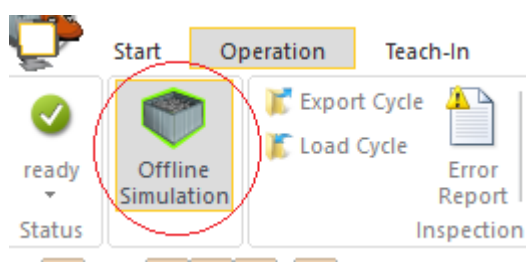 Start Operation Teach-In
Export Cycle
Load Cycle
ready
Offline
Simulation
Error
Report
Status
Inspection